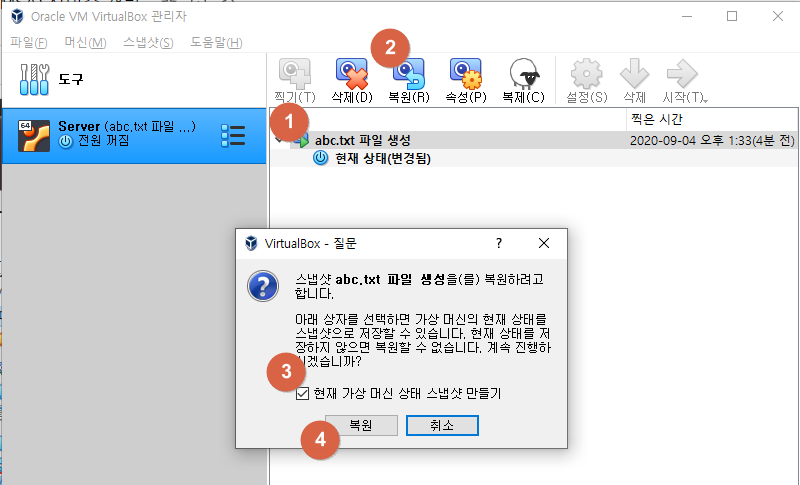 Oracle VM VirtualBox 관리자
파일(F) 머신(M) 스냅샷(S) 도움말(H)
2
도구
찍기(T) 삭제(D) 복원(R) 속성(P) 복제(C) 설정(S) 삭제 시작(T)
1
찍은 시간
64
Server (abc.txt 파일 ...)
전원 꺼짐
abc.txt 파일 생성 2020-09-04 오후 1:33(4분 전)
현재 상태(변경됨)
VirtualBox - 질문
스냅샷 abc.txt 파일 생성을(를) 복원하려고
합니다.
아래 상자를 선택하면 가상 머신의 현재 상태를
스냅샷으로 저장할 수 있습니다. 현재 상태를 저
장하지 않으면 복원할 수 없습니다. 계속 진행하
시겠습니까?
3
현재 가상 머신 상태 스냅샷 만들기
4
복원 취소